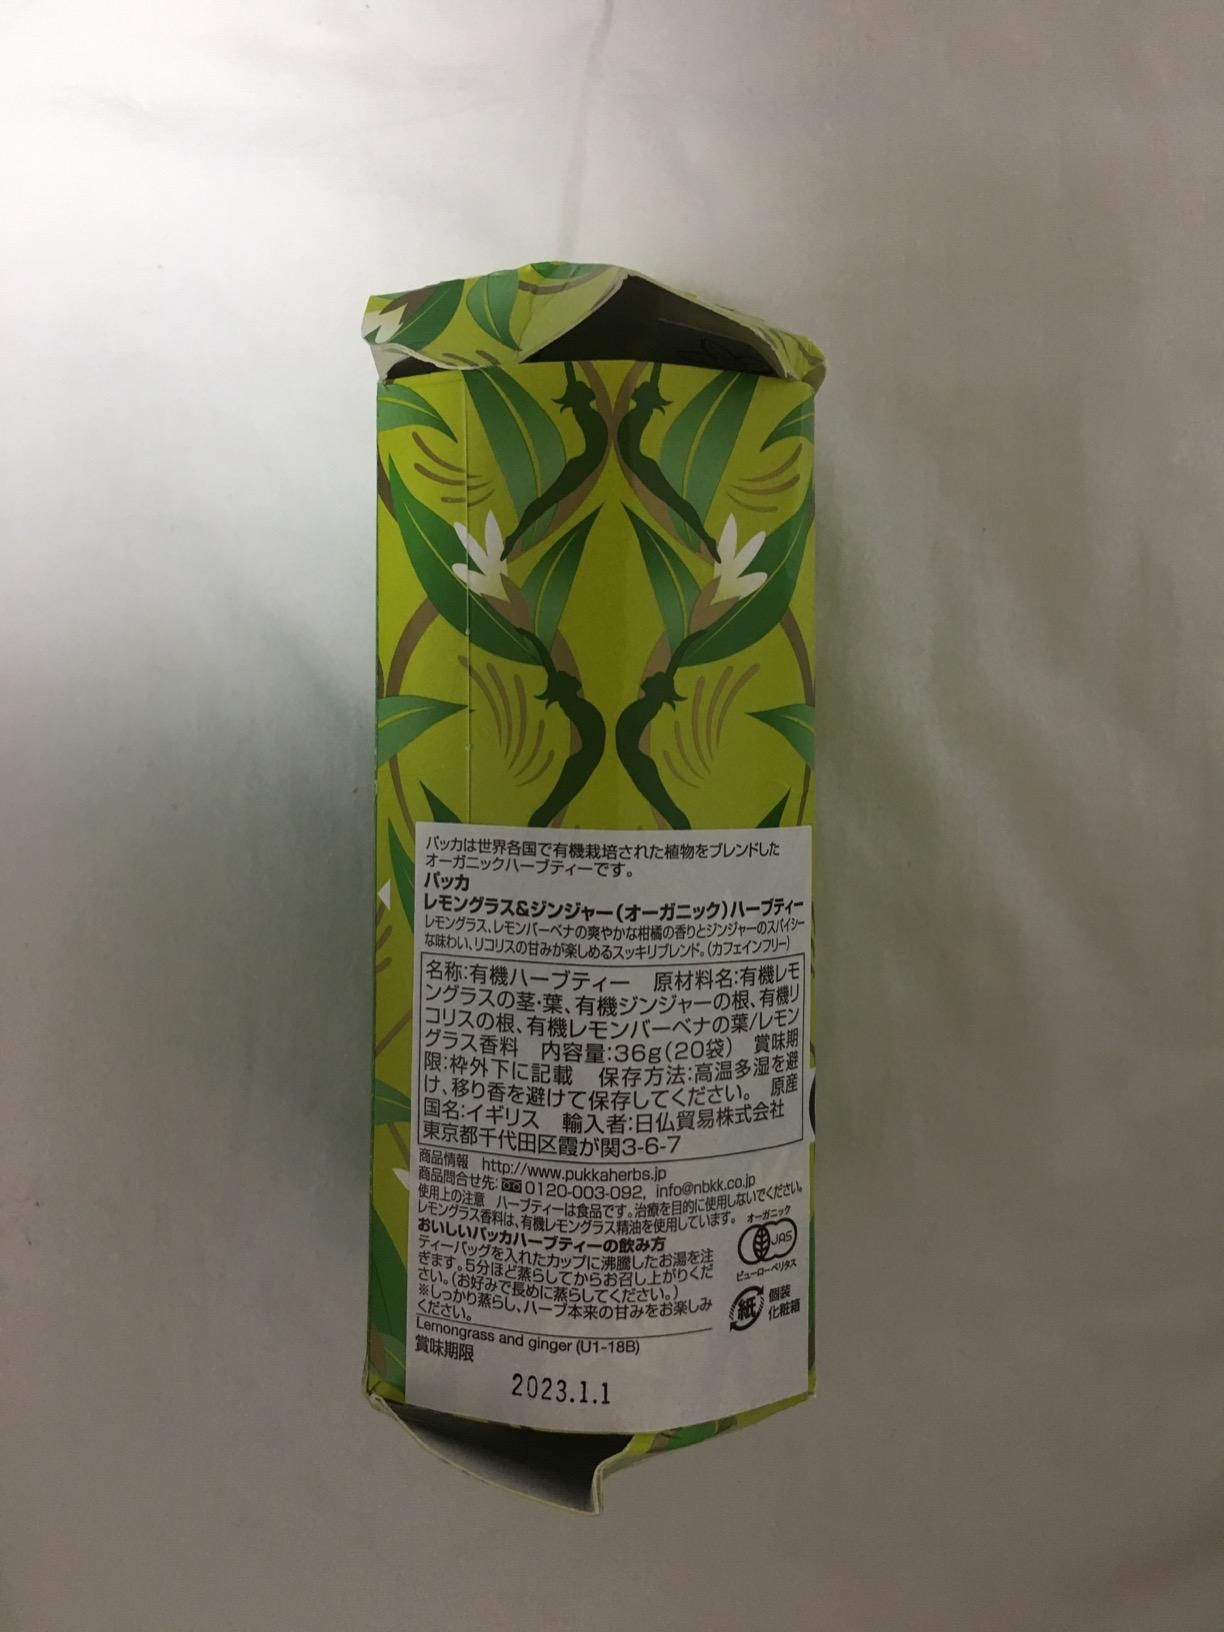 パッカは世界各国で有機栽培された植物をブレンドした
オーガニックハーブティーです。
パッカ
レモングラス&ジンジャー(オーガニック)ハーブティー
レモングラス、レモンバーベナの爽やかな柑橘の香りとジンジャーのスパイシー
な味わい、リコリスの甘みが楽しめるスッキリブレンド。(カフェインフリー)
名称:有機ハーブティー 原材料名:有機レモ
ングラスの茎・葉、有機ジンジャーの根、有機リ
コリスの根、有機レモンバーベナの葉/レモン
グラス香料 内容量:36g(20袋) 賞味期
限:枠外下に記載 保存方法:高温多湿を避
け、移り香を避けて保存してください。 原産
国名:イギリス 輸入者:日仏貿易株式会社
東京都千代田区霞が関3-6-7
商品情報 http://www.pukkaherbs.jp
商品問合せ先: 0120-003-092, info@nbkk.co.jp
使用上の注意 ハーブティーは食品です。治療を目的に使用しないでください。
レモングラス香料は、有機レモングラス精油を使用しています。
おいしいパッカハーブティーの飲み方
ティーバッグを入れたカップに沸騰したお湯を注
ぎます。5分ほど蒸らしてからお召し上がりくだ
さい。(お好みで長めに蒸らしてください。)
※しっかり蒸らし、ハーブ本来の甘みをお楽しみ
ください。
オーガニック
JAS
ビューローベリタス
紙
個装
化粧箱
Lemongrass and ginger (U1-18B)
賞味期限
2023.1.1